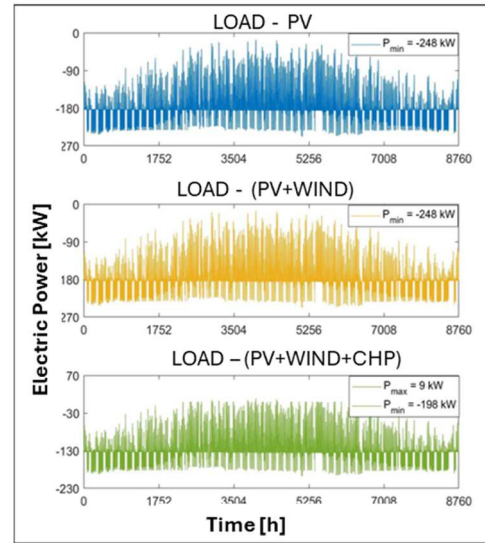 LOAD - PV
0
-90
-180
270
P_min = -248 kW
0 1752 3504 5256 7008 8760
LOAD - (PV+WIND)
0
-90
180
270
P_min = -248 kW
0 1752 3504 5256 7008 8760
LOAD – (PV+WIND+CHP)
70
-30
-130
-230
P_max = 9 kW
P_min = -198 kW
0 1752 3504 5256 7008 8760
Electric Power [kW]
Time [h]